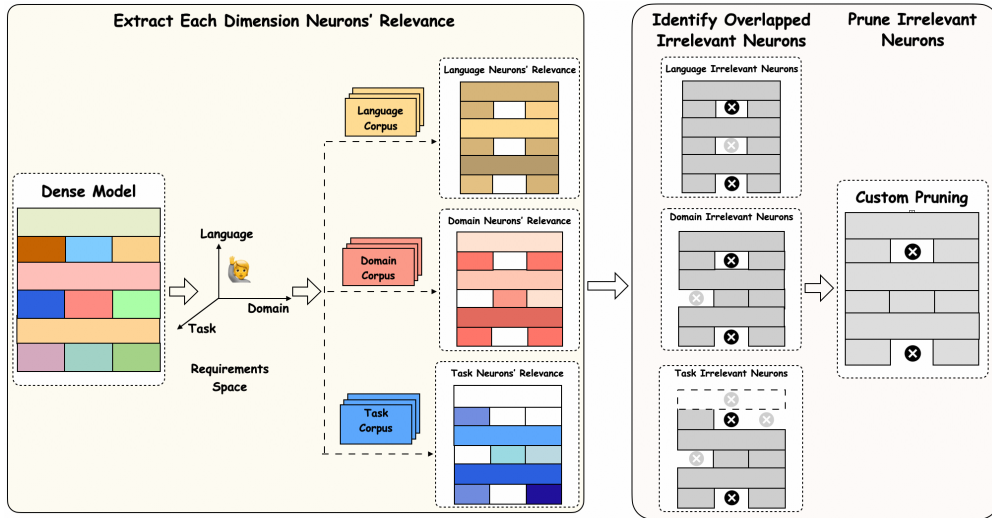 Extract Each Dimension Neurons' Relevance
Dense Model
Language
Domain
Task
Requirements
Space
Language
Corpus
Domain
Corpus
Task
Corpus
Language Neurons' Relevance
Domain Neurons' Relevance
Task Neurons' Relevance
Identify Overlapped
Irrelevant Neurons
Language Irrelevant Neurons
Domain Irrelevant Neurons
Task Irrelevant Neurons
Prune Irrelevant
Neurons
Custom Pruning